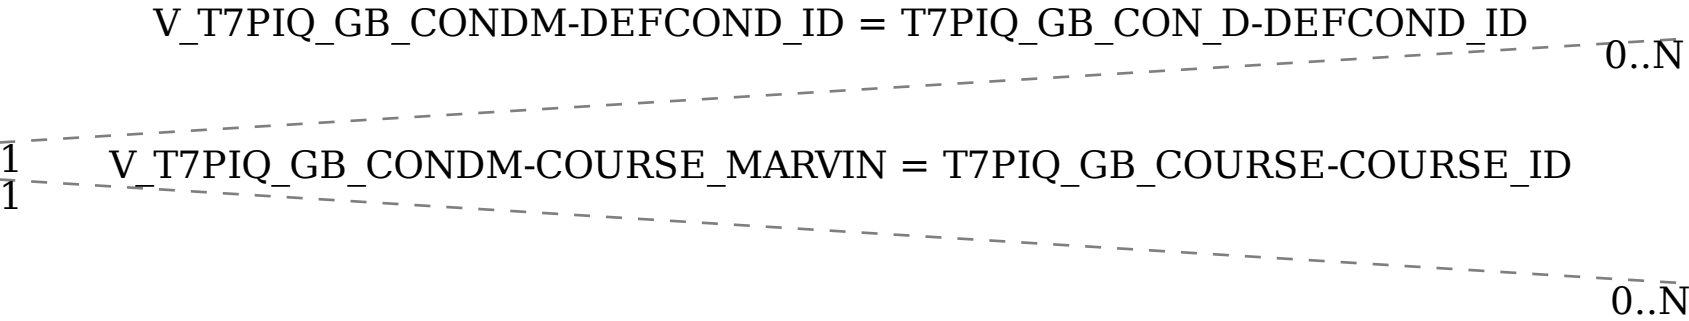 V_T7PIQ_GB_CONDM-DEFCOND_ID = T7PIQ_GB_CON_D-DEFCOND_ID
0..N
1
V_T7PIQ_GB_CONDM-COURSE_MARVIN = T7PIQ_GB_COURSE-COURSE_ID
1
0..N